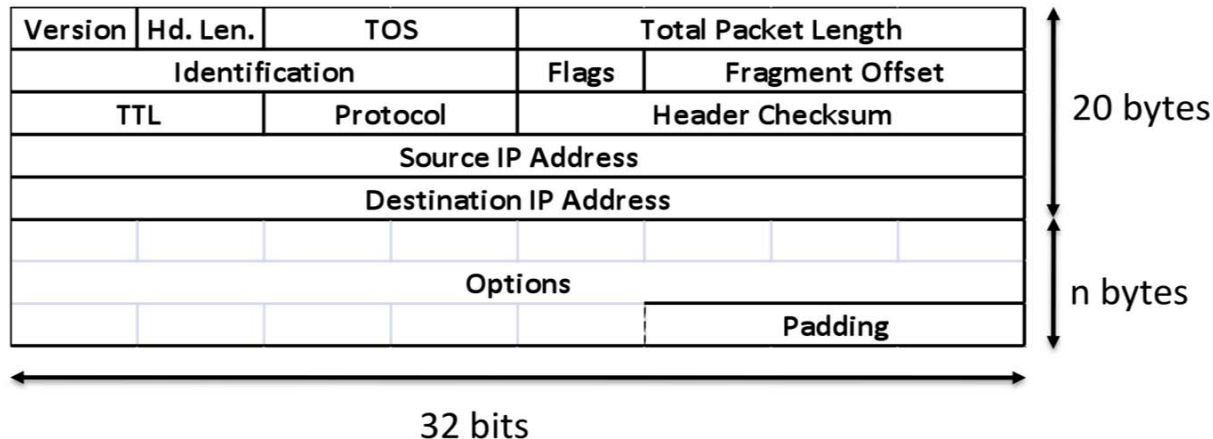 Version Hd. Len. TOS Total Packet Length
Identification Flags Fragment Offset
TTL Protocol Header Checksum
20 bytes
Source IP Address
Destination IP Address
Options
n bytes
Padding
32 bits